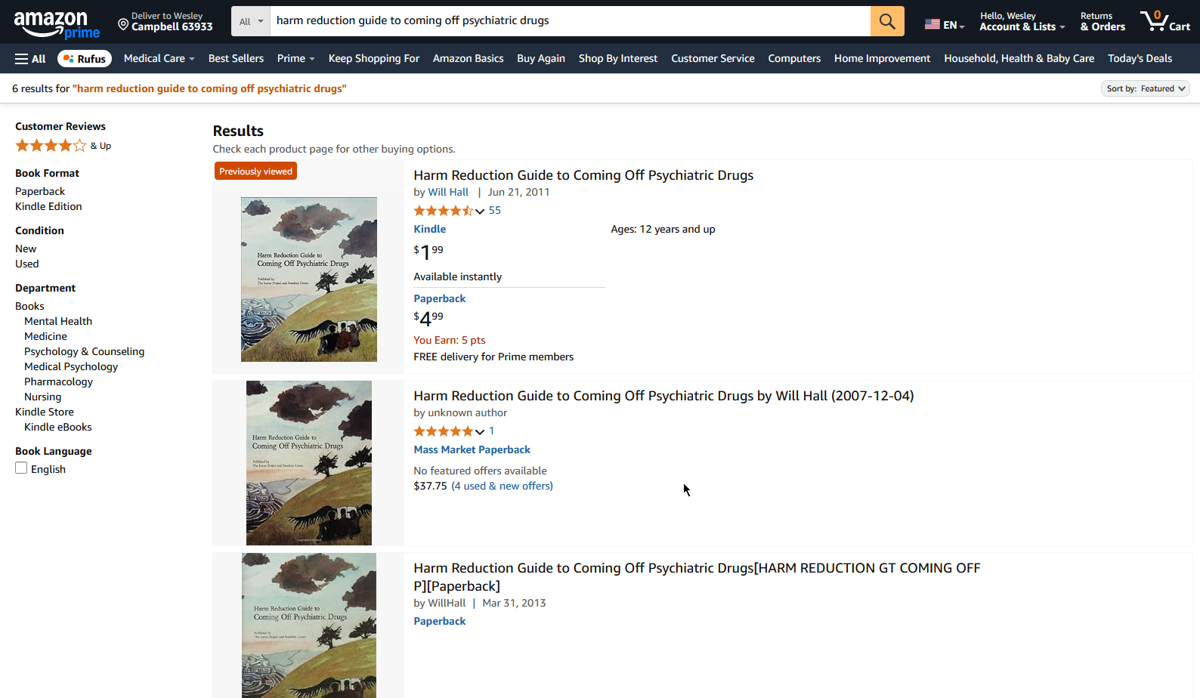 amazon
prime
Deliver to Wesley
Campbell 63933
All
harm reduction guide to coming off psychiatric drugs
EN
Hello, Wesley
Account & Lists
Returns
& Orders
0
Cart
All
Rufus
Medical Care
Best Sellers
Prime
Keep Shopping For
Amazon Basics
Buy Again
Shop By Interest
Customer Service
Computers
Home Improvement
Household, Health & Baby Care
Today's Deals
6 results for "harm reduction guide to coming off psychiatric drugs"
Sort by: Featured
Customer Reviews
& Up
Book Format
Paperback
Kindle Edition
Condition
New
Used
Department
Books
Mental Health
Medicine
Psychology & Counseling
Medical Psychology
Pharmacology
Nursing
Kindle Store
Kindle eBooks
Book Language
English
Results
Check each product page for other buying options.
Previously viewed
Harm Reduction Guide to
Coming Off Psychiatric Drugs
Published by
The Icarus Project and Freedom Center
Harm Reduction Guide to Coming Off Psychiatric Drugs
by Will Hall | Jun 21, 2011
55
Kindle
Ages: 12 years and up
$1 99
Available instantly
Paperback
$4 99
You Earn: 5 pts
FREE delivery for Prime members
Harm Reduction Guide to
Coming Off Psychiatric Drugs
Published by
The Icarus Project and Freedom Center
Harm Reduction Guide to Coming Off Psychiatric Drugs by Will Hall (2007-12-04)
by unknown author
1
Mass Market Paperback
No featured offers available
$37.75 (4 used & new offers)
Harm Reduction Guide to
Coming Off Psychiatric Drugs
Published by
The Icarus Project and Freedom Center
Harm Reduction Guide to Coming Off Psychiatric Drugs[HARM REDUCTION GT COMING OFF
P][Paperback]
by WillHall | Mar 31, 2013
Paperback